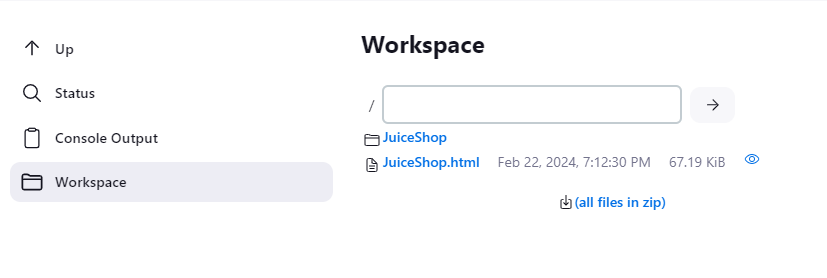 Up
Status
Console Output
Workspace
Workspace
/
JuiceShop
JuiceShop.html Feb 22, 2024, 7:12:30 PM 67.19 KiB
(all files in zip)